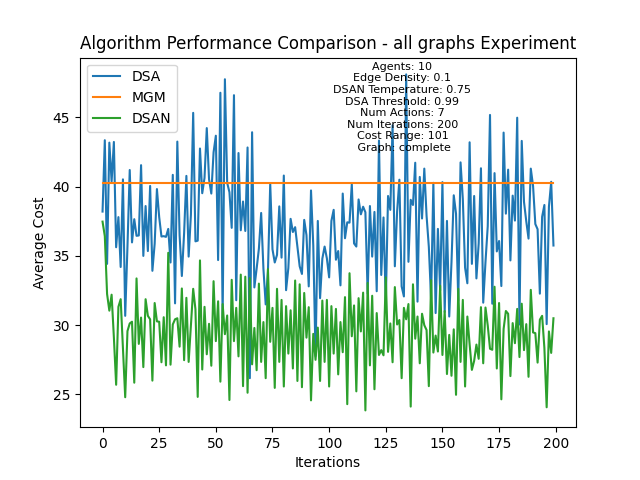 Algorithm Performance Comparison - all graphs Experiment
DSA
MGM
DSAN
Agents: 10
Edge Density: 0.1
DSAN Temperature: 0.75
DSA Threshold: 0.99
Num Actions: 7
Num Iterations: 200
Cost Range: 101
Graph: complete
Average Cost
45
40
35
30
25
0 25 50 75 100 125 150 175 200
Iterations